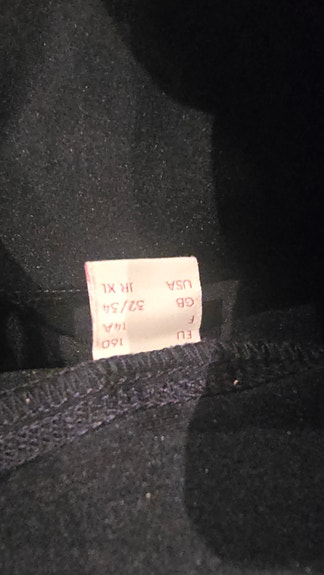 EU 160
F 14A
GB 32/34
USA JR XL